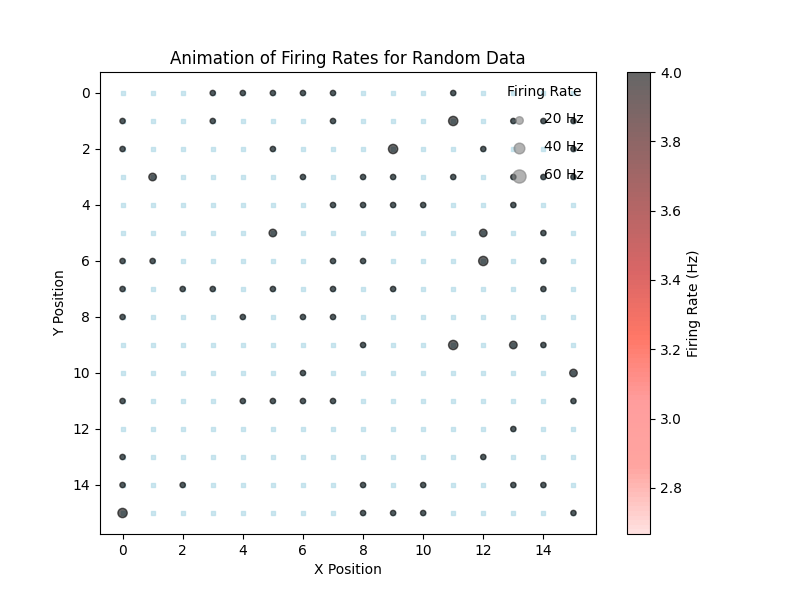 Animation of Firing Rates for Random Data
Firing Rate
20 Hz
40 Hz
60 Hz
0
2
4
6
8
10
12
14
Y Position
0 2 4 6 8 10 12 14
X Position
4.0
3.8
3.6
3.4
3.2
3.0
2.8
Firing Rate (Hz)